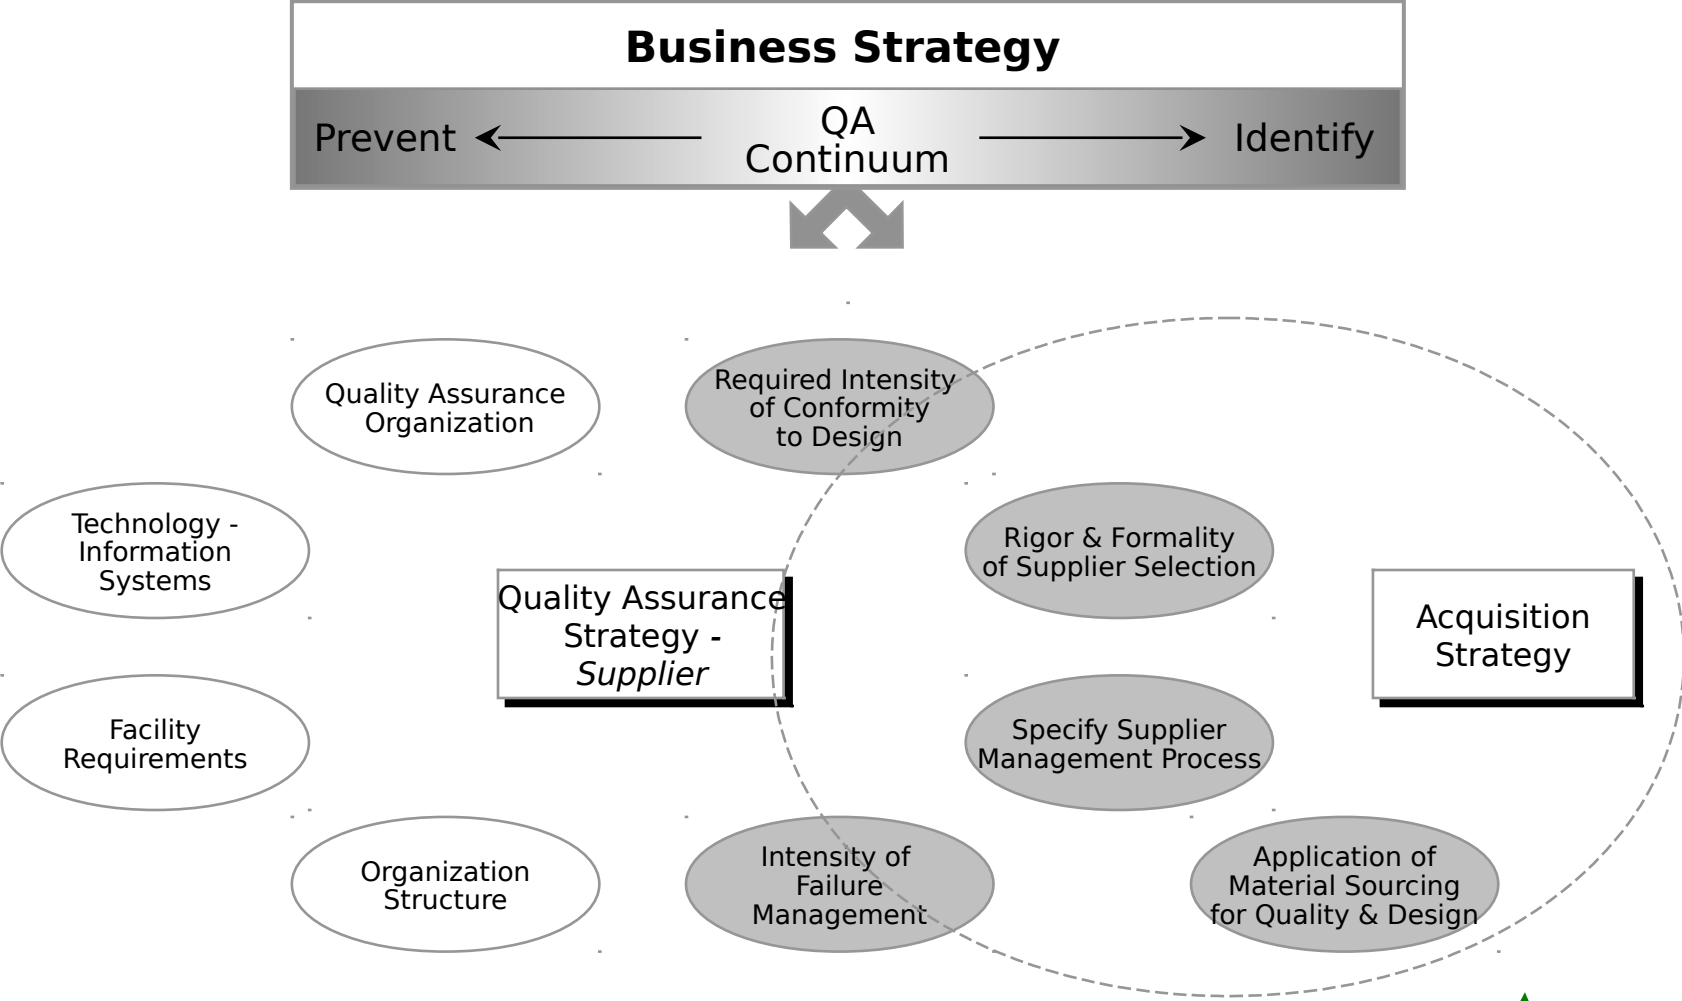 Business Strategy
Prevent
QA
Continuum
Identify
Quality Assurance
Organization
Required Intensity
of Conformity
to Design
Technology -
Information
Systems
Rigor & Formality
of Supplier Selection
Quality Assurance
Strategy -
Supplier
Acquisition
Strategy
Facility
Requirements
Specify Supplier
Management Process
Organization
Structure
Intensity of
Failure
Management
Application of
Material Sourcing
for Quality & Design